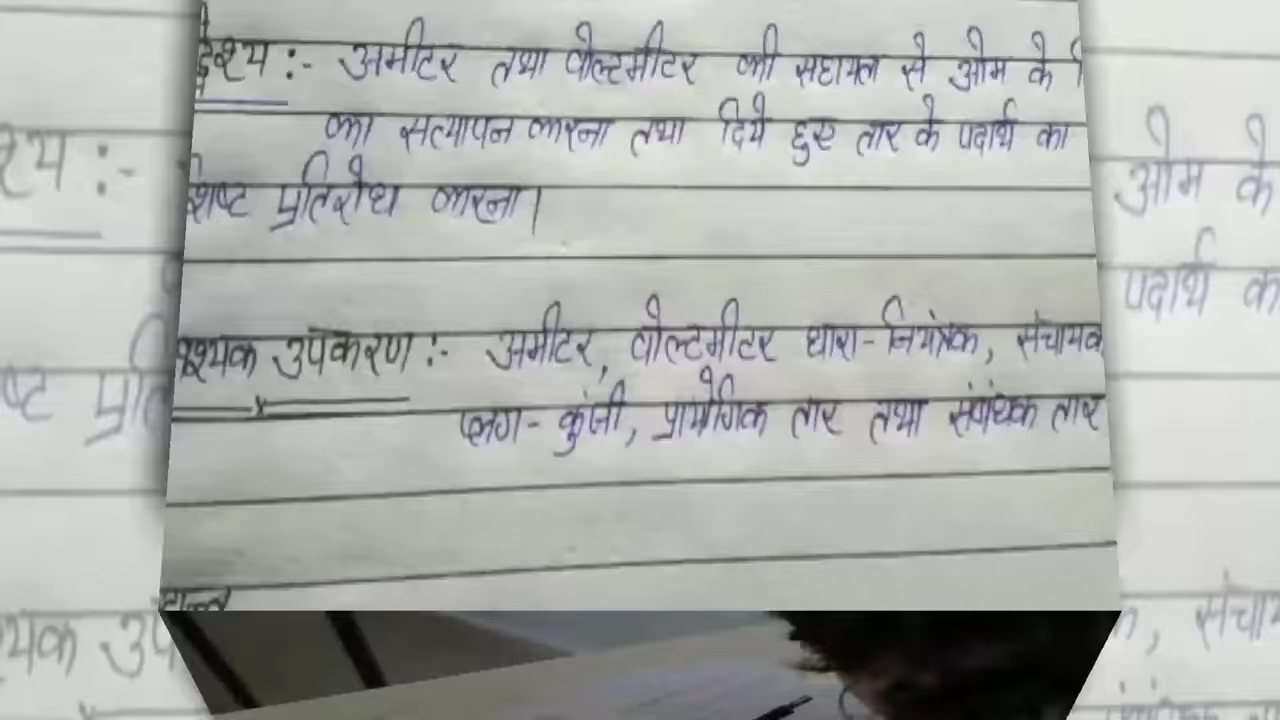 द्देश्य :- अमीटर तथा वोल्टमीटर की सहायता से ओम के
का सत्यापन करना तथा दिये हुए तार के पदार्थ का
शिष्ट प्रतिरोध करना।
श्यक उपकरण :- अमीटर, वोल्टमीटर धारा-नियंत्रक, संचायक
प्लग-कुंजी, प्रायोगिक तार तथा संबंधक तार